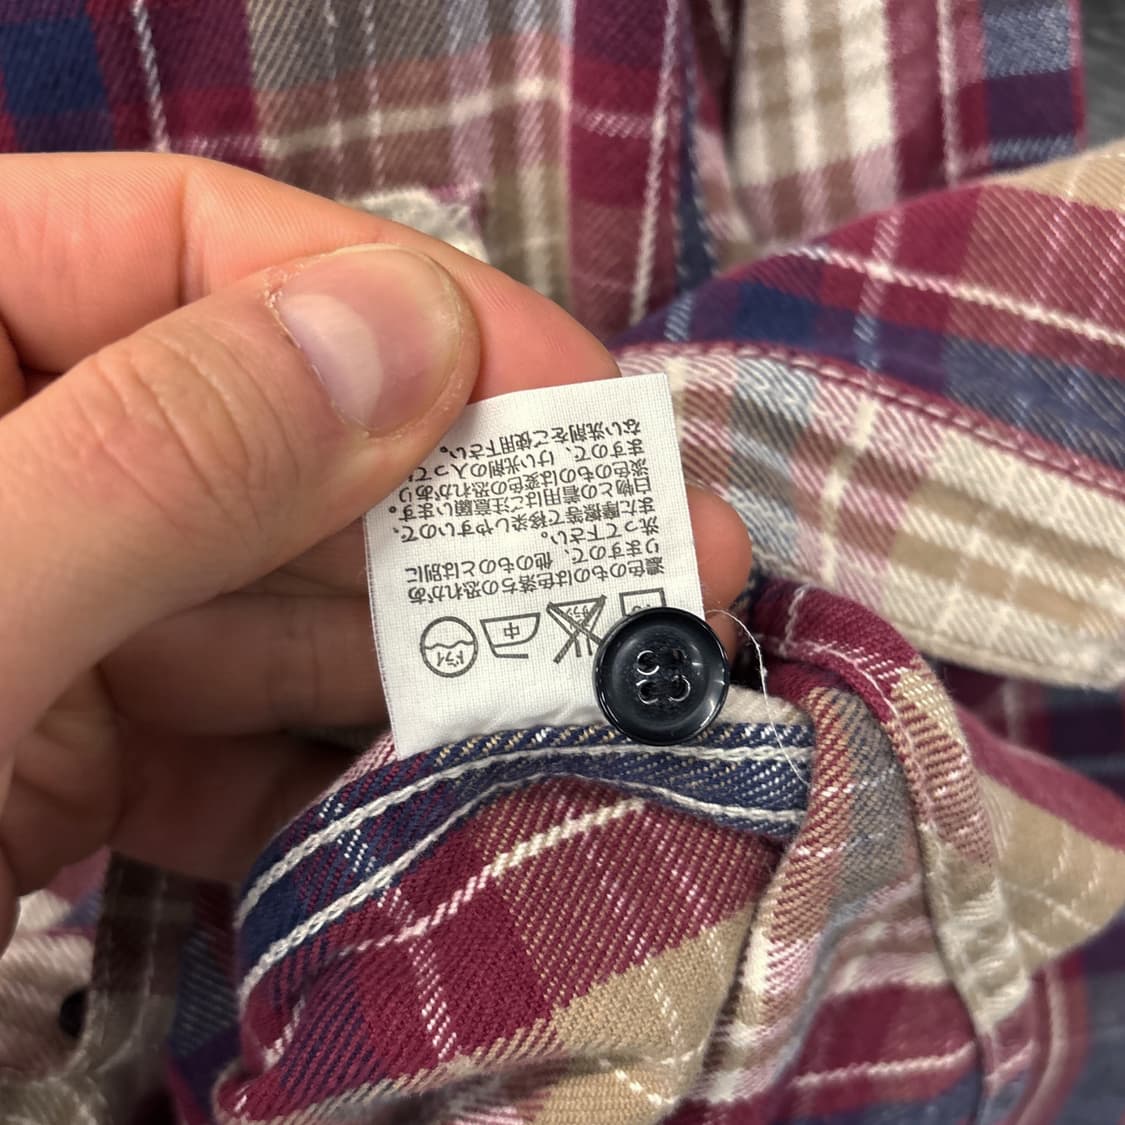 中
ドライ
濃色のものは色落ちの恐れがあ
りますので、他のものとは別に
洗って下さい。
また摩擦等で移染しやすいので、
白物との着用はご注意願います。
淡色のものは変色の恐れがあり
ますので、けい光剤の入ってい
ない洗剤をご使用下さい。